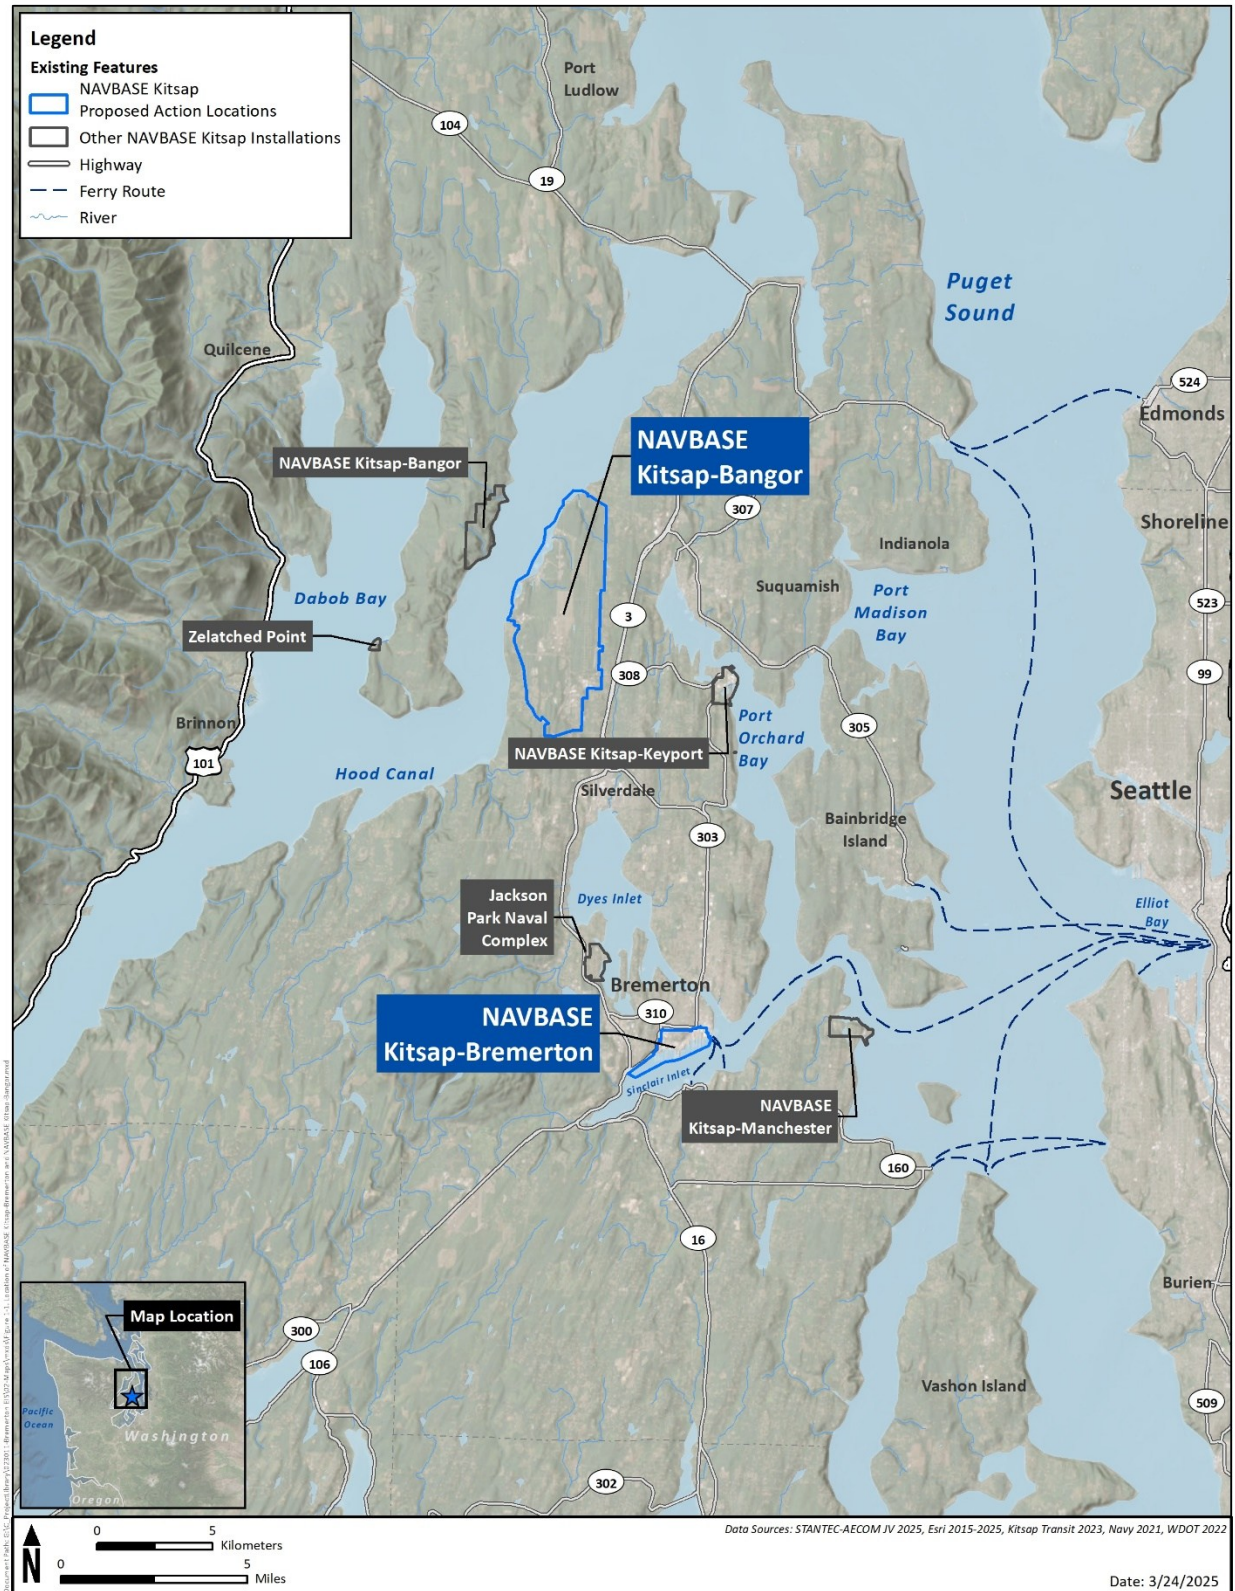 Legend
Existing Features
NAVBASE Kitsap
Proposed Action Locations
Other NAVBASE Kitsap Installations
Highway
Ferry Route
River
Port
Ludlow
104
19
Puget
Sound
Quilcene
524
Edmonds
NAVBASE
Kitsap-Bangor
NAVBASE Kitsap-Bangor
307
Shoreline
Indianola
Suquamish
Dabob Bay
Port
Madison
Bay
523
3
Zelatched Point
308
99
Brinnon
Port
Orchard
Bay
305
NAVBASE Kitsap-Keyport
101
Hood Canal
Silverdale
Seattle
Bainbridge
Island
303
Jackson
Park Naval
Complex
Dyes Inlet
Elliot
Bay
Bremerton
310
NAVBASE
Kitsap-Bremerton
Sinclair Inlet
NAVBASE
Kitsap-Manchester
160
16
Burien
Map Location
300
106
Vashon Island
509
Pacific
Ocean
Washington
Oregon
302
N
0 5
Kilometers
0 5
Miles
Data Sources: STANTEC-AECOM JV 2025, Esri 2015-2025, Kitsap Transit 2023, Navy 2021, WDOT 2022
Date: 3/24/2025